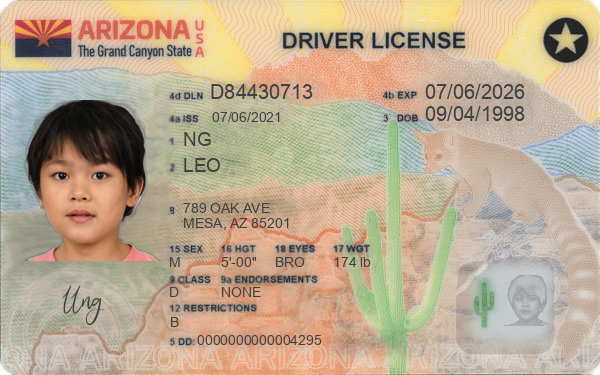 ARIZONA USA
The Grand Canyon State
DRIVER LICENSE
4d DLN D84430713
4b EXP 07/06/2026
4a ISS 07/06/2021
3 DOB 09/04/1998
1 NG
2 LEO
8 789 OAK AVE
MESA, AZ 85201
15 SEX 16 HGT 18 EYES 17 WGT
M 5'-00" BRO 174 lb
9 CLASS 9a ENDORSEMENTS
D NONE
12 RESTRICTIONS
B
Ung
5 DD: 0000000000004295
ARIZONA ARIZONA ARIZONA ARIZONA